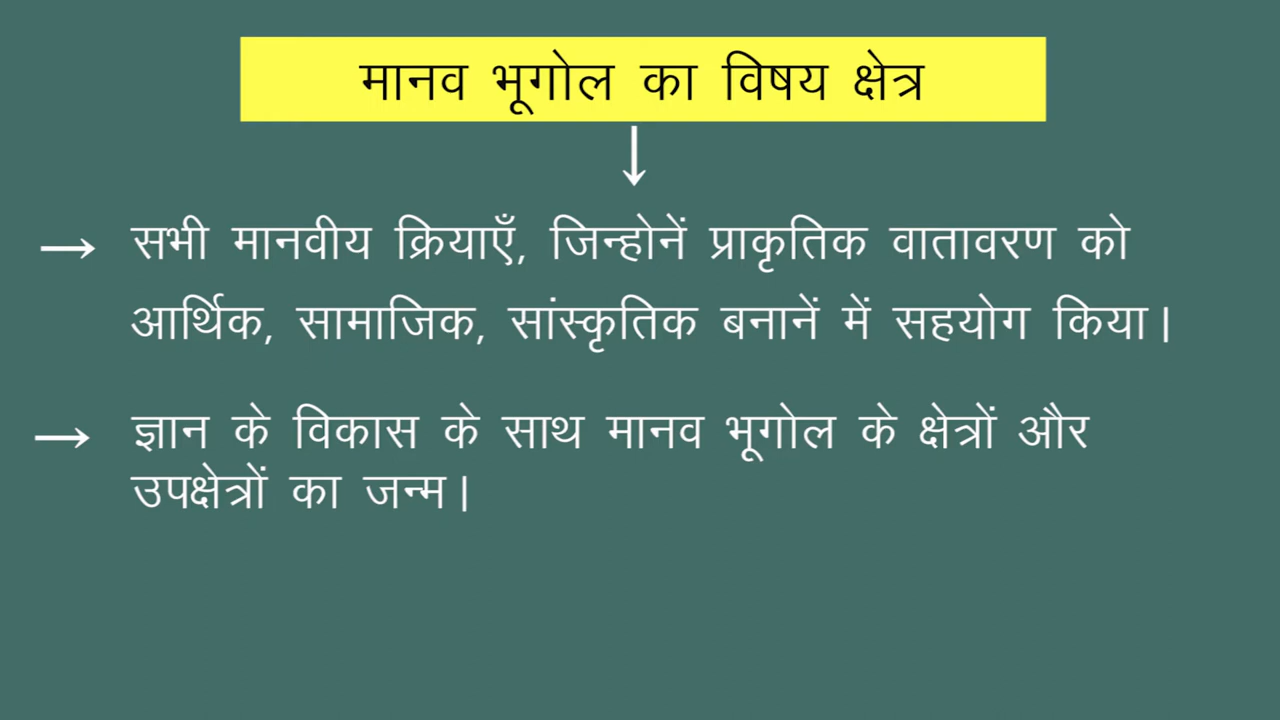 मानव भूगोल का विषय क्षेत्र
→ सभी मानवीय क्रियाएँ, जिन्होनें प्राकृतिक वातावरण को
आर्थिक, सामाजिक, सांस्कृतिक बनानें में सहयोग किया।
→ ज्ञान के विकास के साथ मानव भूगोल के क्षेत्रों और
उपक्षेत्रों का जन्म।